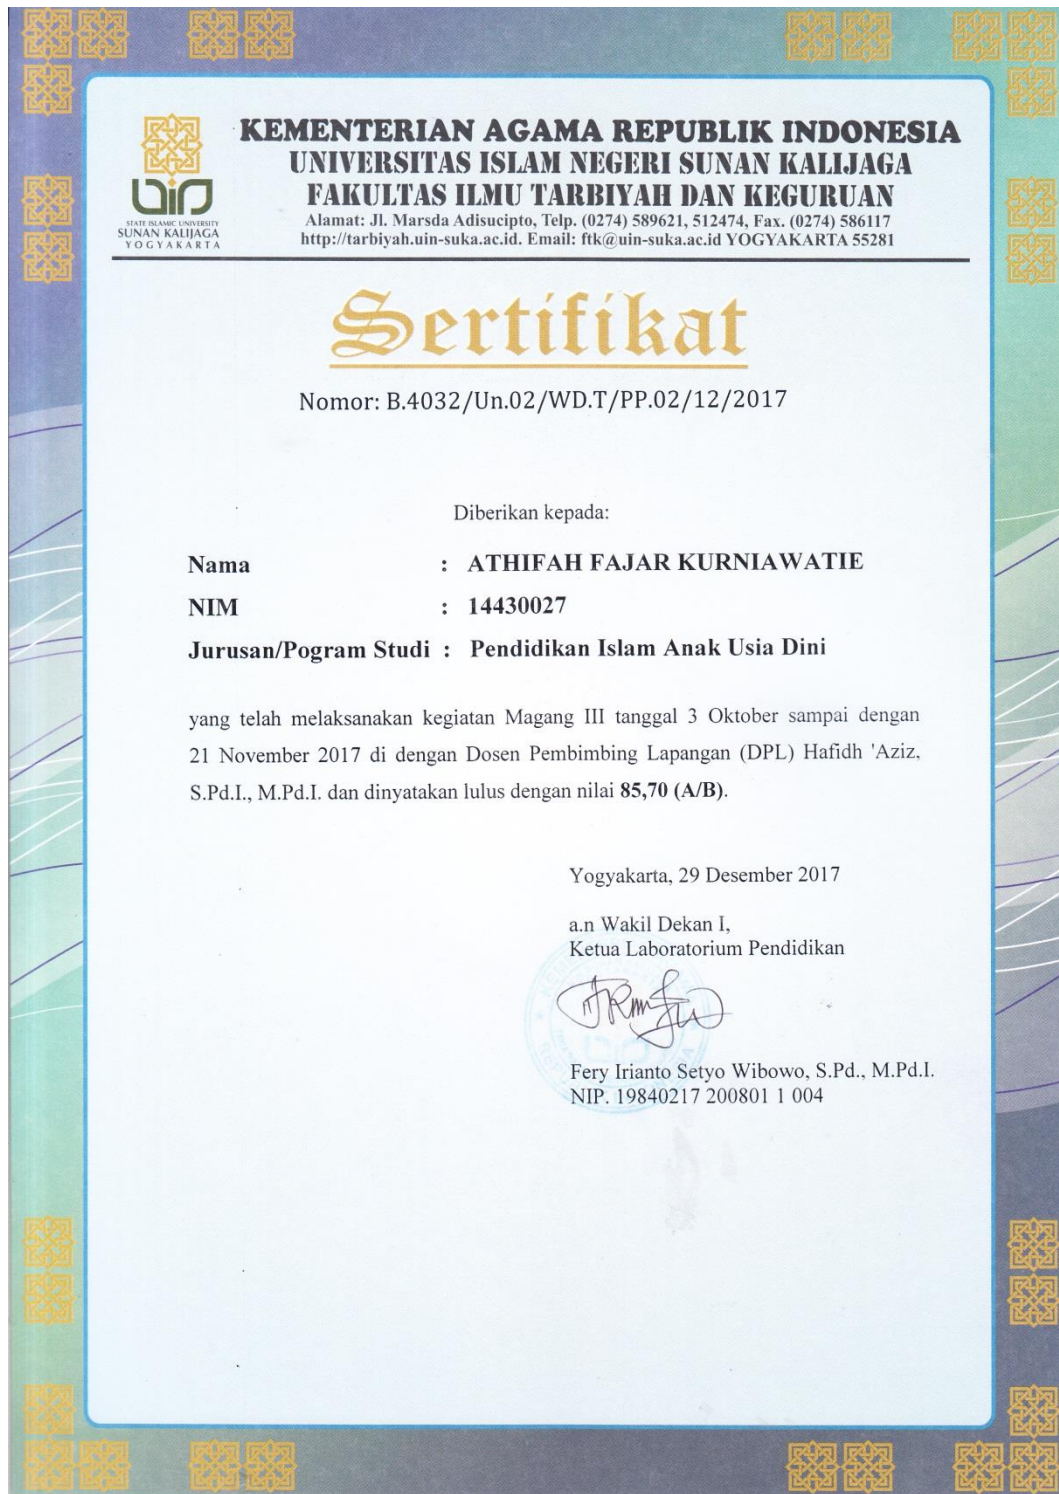 KEMENTERIAN AGAMA REPUBLIK INDONESIA
UNIVERSITAS ISLAM NEGERI SUNAN KALIJAGA
FAKULTAS ILMU TARBIYAH DAN KEGURUAN
Alamat: Jl. Marsda Adisucipto, Telp. (0274) 589621, 512474, Fax. (0274) 586117
http://tarbiyah.uin-suka.ac.id. Email: ftk@uin-suka.ac.id YOGYAKARTA 55281
uin
STATE ISLAMIC UNIVERSITY
SUNAN KALIJAGA
YOGYAKARTA
Sertifikat
Nomor: B.4032/Un.02/WD.T/PP.02/12/2017
Diberikan kepada:
Nama : ATHIFAH FAJAR KURNIAWATIE
NIM : 14430027
Jurusan/Pogram Studi : Pendidikan Islam Anak Usia Dini
yang telah melaksanakan kegiatan Magang III tanggal 3 Oktober sampai dengan
21 November 2017 di dengan Dosen Pembimbing Lapangan (DPL) Hafidh 'Aziz,
S.Pd.I., M.Pd.I. dan dinyatakan lulus dengan nilai 85,70 (A/B).
Yogyakarta, 29 Desember 2017
a.n Wakil Dekan I,
Ketua Laboratorium Pendidikan
Fery Irianto Setyo Wibowo, S.Pd., M.Pd.I.
NIP. 19840217 200801 1 004